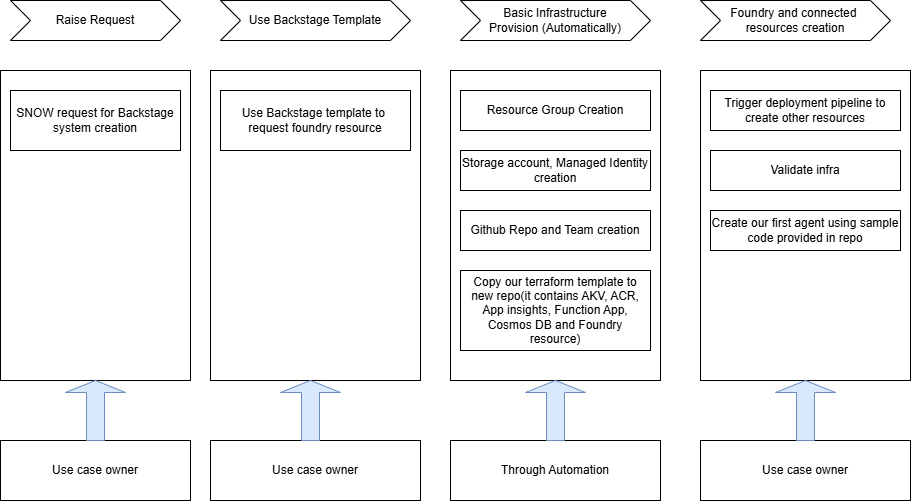 Raise Request
Use Backstage Template
Basic Infrastructure
Provision (Automatically)
Foundry and connected
resources creation
SNOW request for Backstage
system creation
Use Backstage template to
request foundry resource
Resource Group Creation
Storage account, Managed Identity
creation
Github Repo and Team creation
Copy our terraform template to
new repo(it contains AKV, ACR,
App insights, Function App,
Cosmos DB and Foundry
resource)
Trigger deployment pipeline to
create other resources
Validate infra
Create our first agent using sample
code provided in repo
Use case owner
Use case owner
Through Automation
Use case owner